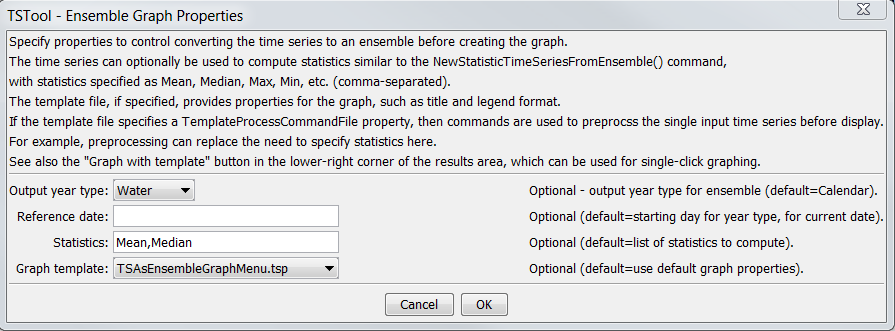 TSTool - Ensemble Graph Properties
Specify properties to control converting the time series to an ensemble before creating the graph.
The time series can optionally be used to compute statistics similar to the NewStatisticTimeSeriesFromEnsemble() command,
with statistics specified as Mean, Median, Max, Min, etc. (comma-separated).
The template file, if specified, provides properties for the graph, such as title and legend format.
If the template file specifies a TemplateProcessCommandFile property, then commands are used to preprocss the single input time series before display.
For example, preprocessing can replace the need to specify statistics here.
See also the "Graph with template" button in the lower-right corner of the results area, which can be used for single-click graphing.
Output year type: Water Optional - output year type for ensemble (default=Calendar).
Reference date: Optional (default=starting day for year type, for current date).
Statistics: Mean,Median Optional (default=list of statistics to compute).
Graph template: TSAsEnsembleGraphMenu.tsp Optional (default=use default graph properties).
Cancel OK